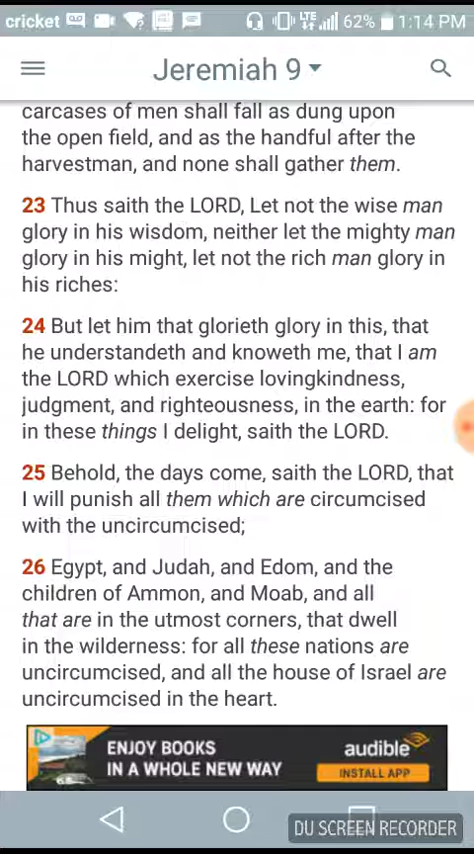 cricket LTE 62% 1:14 PM
Jeremiah 9
carcases of men shall fall as dung upon
the open field, and as the handful after the
harvestman, and none shall gather them.
23 Thus saith the LORD, Let not the wise man
glory in his wisdom, neither let the mighty man
glory in his might, let not the rich man glory in
his riches:
24 But let him that glorieth glory in this, that
he understandeth and knoweth me, that I am
the LORD which exercise lovingkindness,
judgment, and righteousness, in the earth: for
in these things I delight, saith the LORD.
25 Behold, the days come, saith the LORD, that
I will punish all them which are circumcised
with the uncircumcised;
26 Egypt, and Judah, and Edom, and the
children of Ammon, and Moab, and all
that are in the utmost corners, that dwell
in the wilderness: for all these nations are
uncircumcised, and all the house of Israel are
uncircumcised in the heart.
ENJOY BOOKS
IN A WHOLE NEW WAY
audible
INSTALL APP
DU SCREEN RECORDER